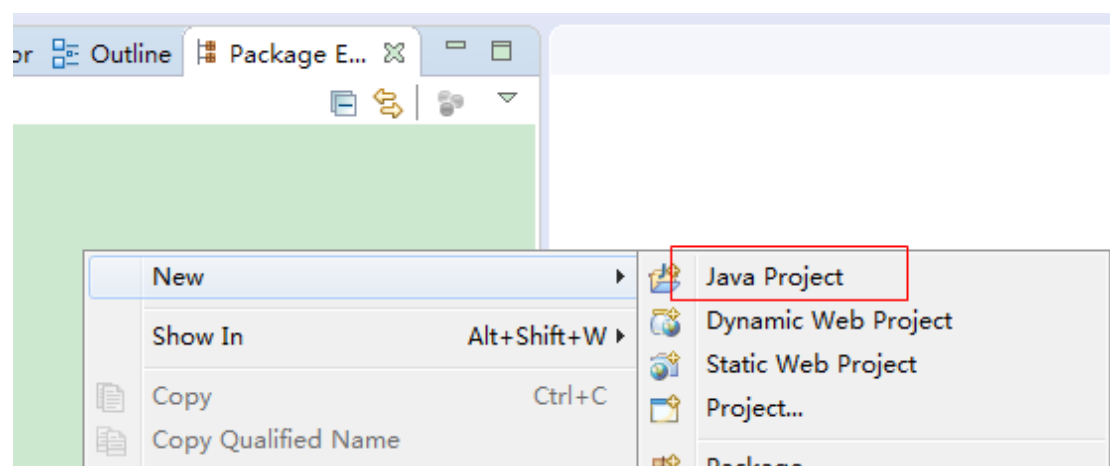 or Outline Package E...
New
Show In Alt+Shift+W
Copy Ctrl+C
Copy Qualified Name
Java Project
Dynamic Web Project
Static Web Project
Project...
Package